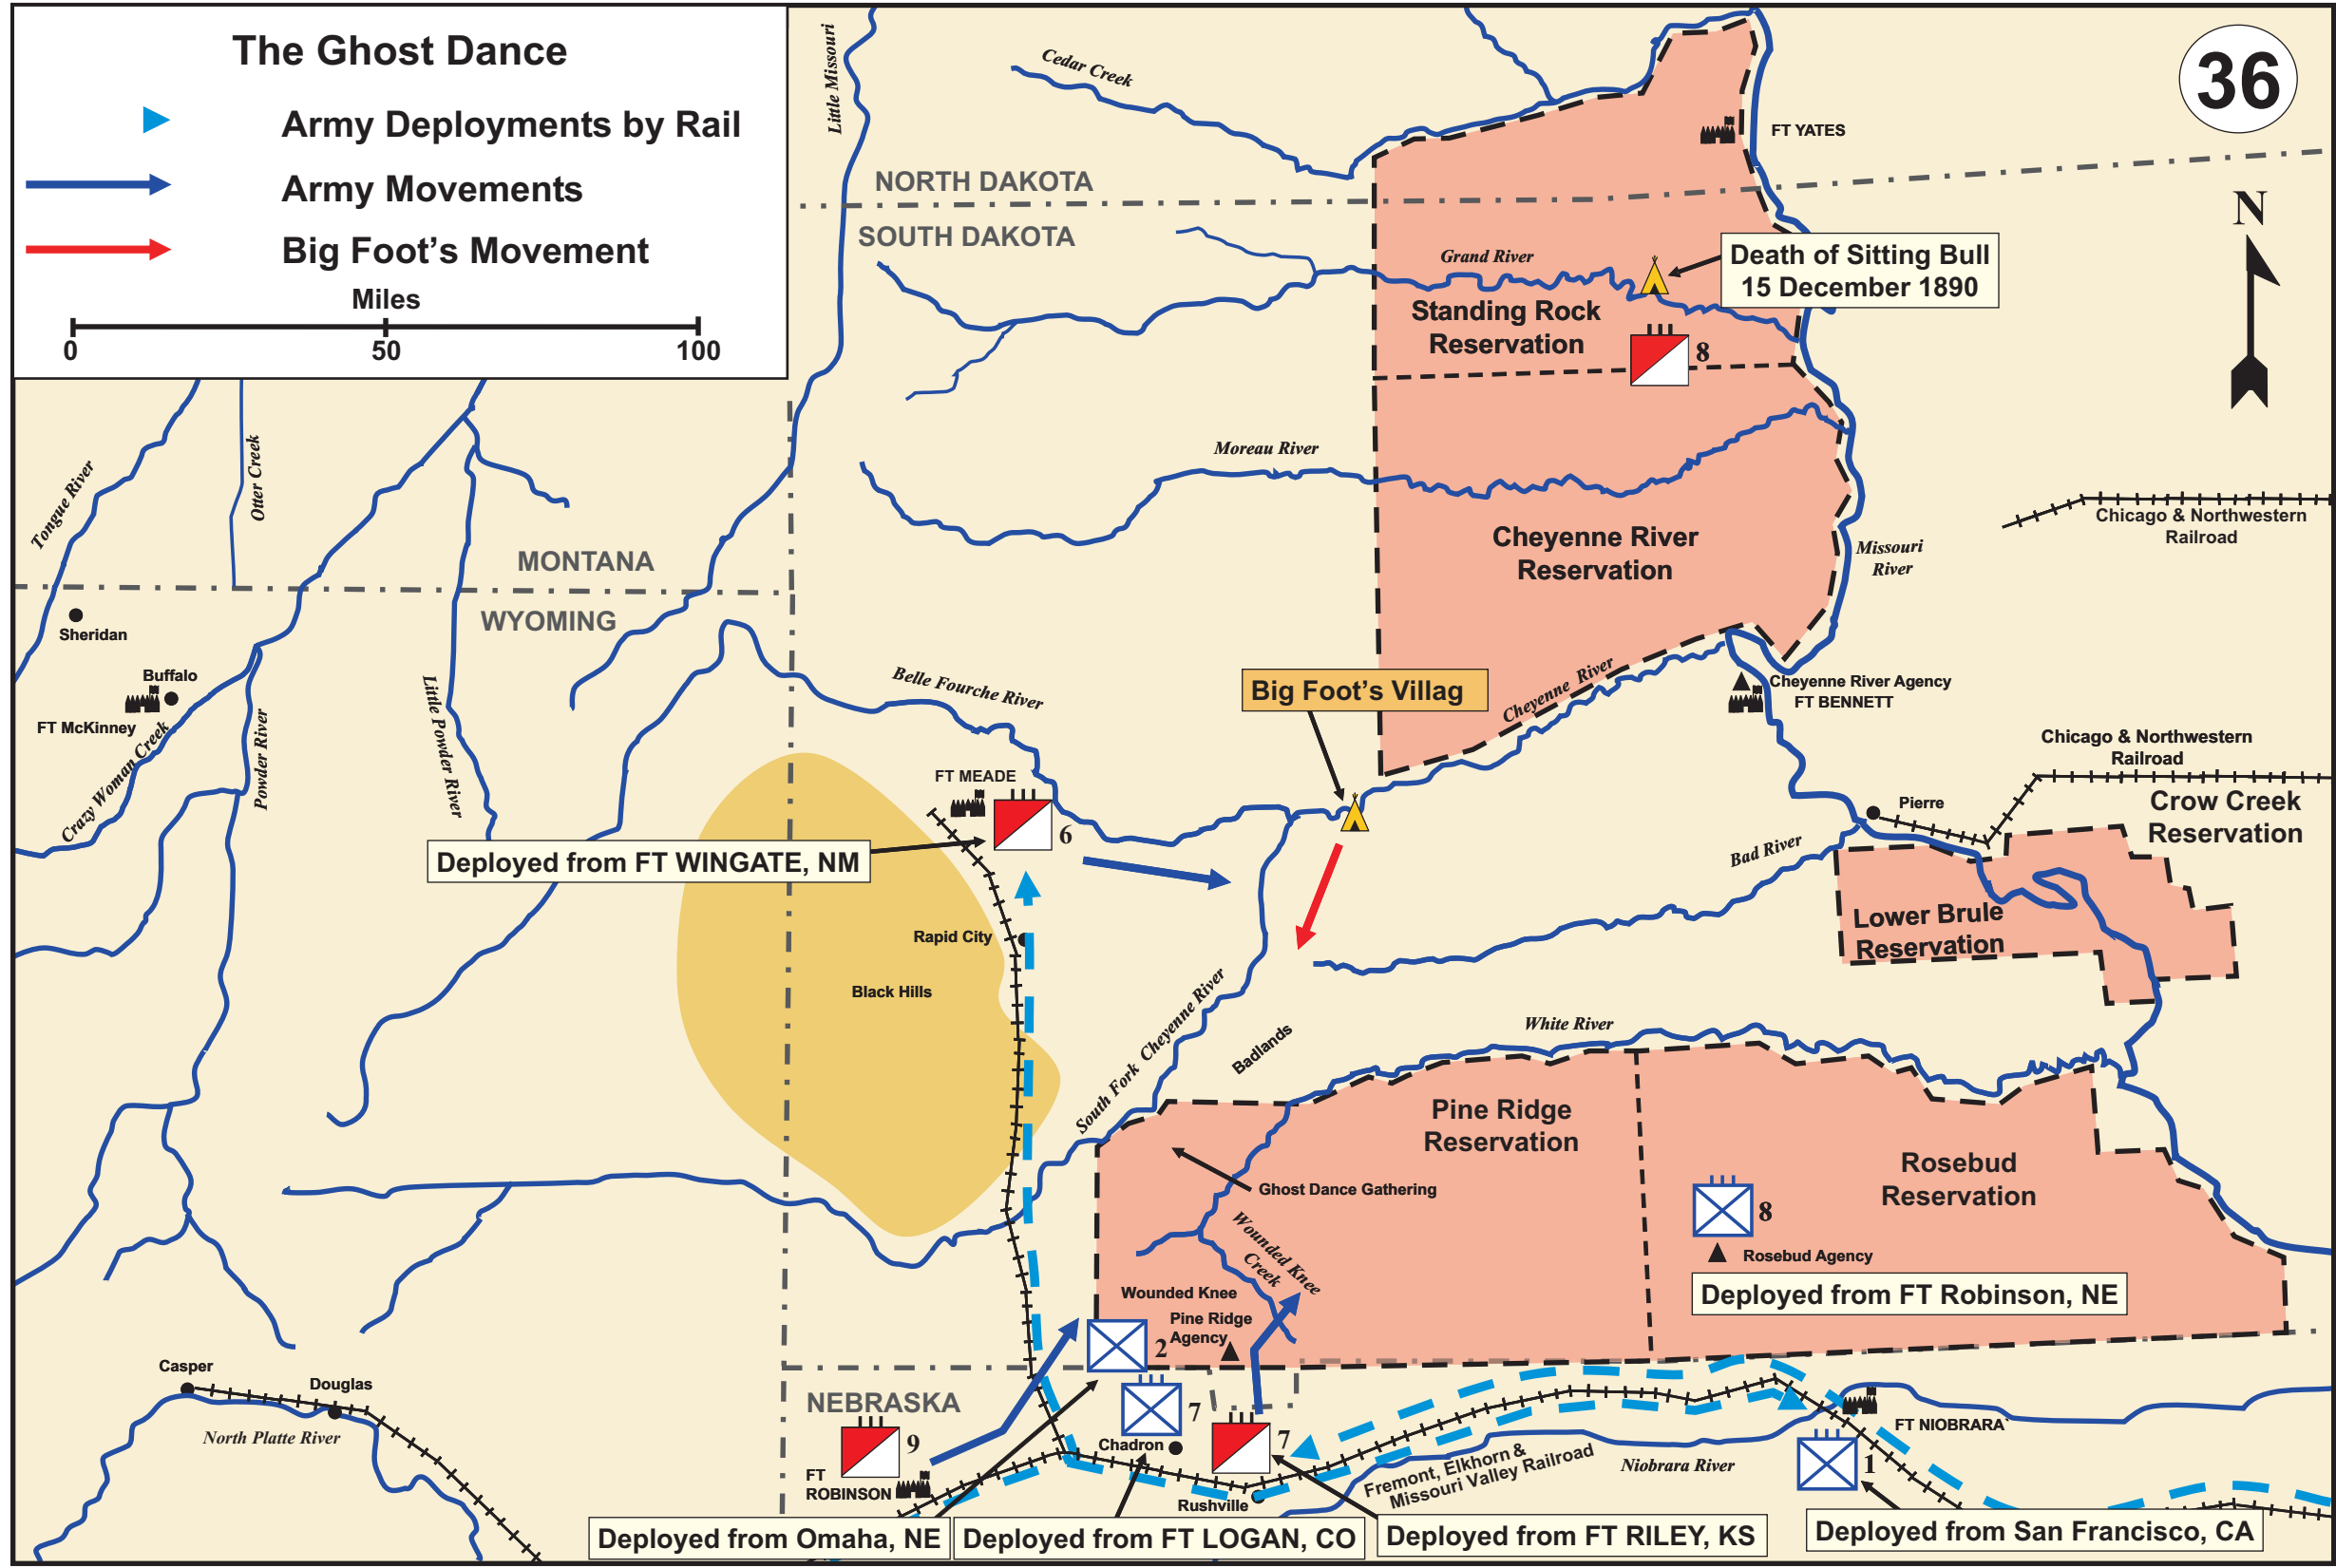 The Ghost Dance
Army Deployments by Rail
Army Movements
Big Foot's Movement
Miles
0 50 100
36
N
Little Missouri
Cedar Creek
FT YATES
NORTH DAKOTA
SOUTH DAKOTA
Grand River
Death of Sitting Bull
15 December 1890
Standing Rock
Reservation
8
Moreau River
Tongue River
Otter Creek
Chicago & Northwestern
Railroad
Cheyenne River
Reservation
Missouri
River
MONTANA
WYOMING
Sheridan
Buffalo
FT McKinney
Crazy Woman Creek
Powder River
Little Powder River
Belle Fourche River
Big Foot's Villag
Cheyenne River
Cheyenne River Agency
FT BENNETT
Chicago & Northwestern
Railroad
Crow Creek
Reservation
Pierre
Bad River
FT MEADE
6
Deployed from FT WINGATE, NM
Lower Brule
Reservation
Rapid City
Black Hills
South Fork Cheyenne River
Badlands
White River
Pine Ridge
Reservation
Rosebud
Reservation
Ghost Dance Gathering
8
Rosebud Agency
Deployed from FT Robinson, NE
Wounded Knee
Creek
Wounded Knee
Pine Ridge
Agency
2
Casper
Douglas
North Platte River
NEBRASKA
9
FT
ROBINSON
7
Chadron
7
Rushville
Fremont, Elkhorn &
Missouri Valley Railroad
Niobrara River
FT NIOBRARA`
1
Deployed from Omaha, NE
Deployed from FT LOGAN, CO
Deployed from FT RILEY, KS
Deployed from San Francisco, CA